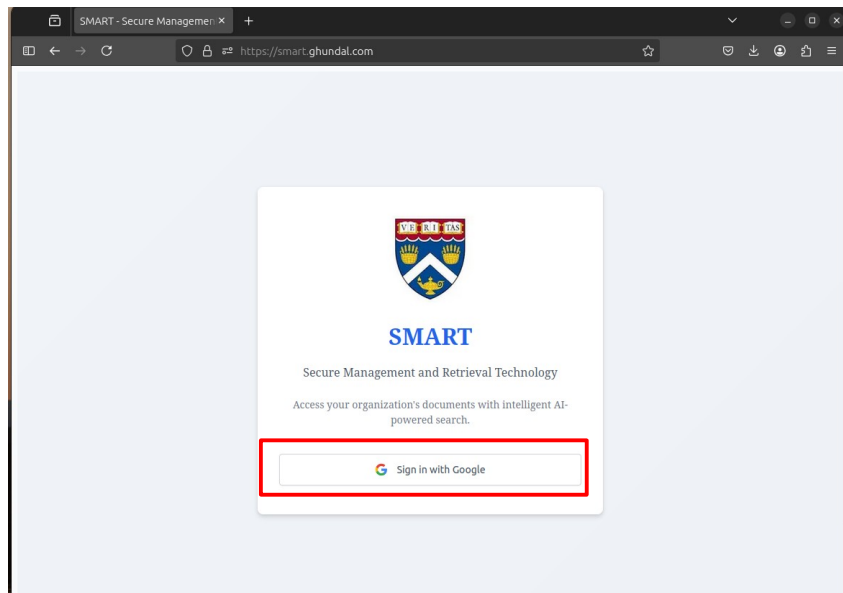 SMART - Secure Managemen
https://smart.ghundal.com
VE RI TAS
SMART
Secure Management and Retrieval Technology
Access your organization's documents with intelligent AI-
powered search.
Sign in with Google